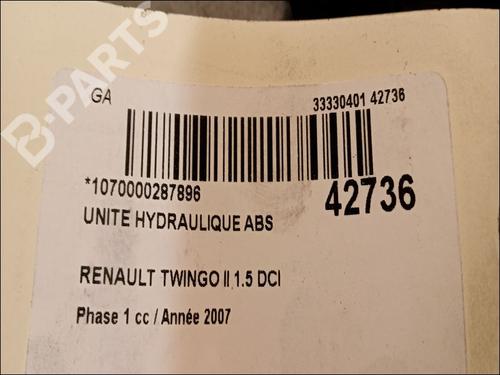 B-PARTS
GA 33330401 42736
*1070000287896 42736
UNITE HYDRAULIQUE ABS
RENAULT TWINGO II 1.5 DCI
Phase 1 cc / Année 2007